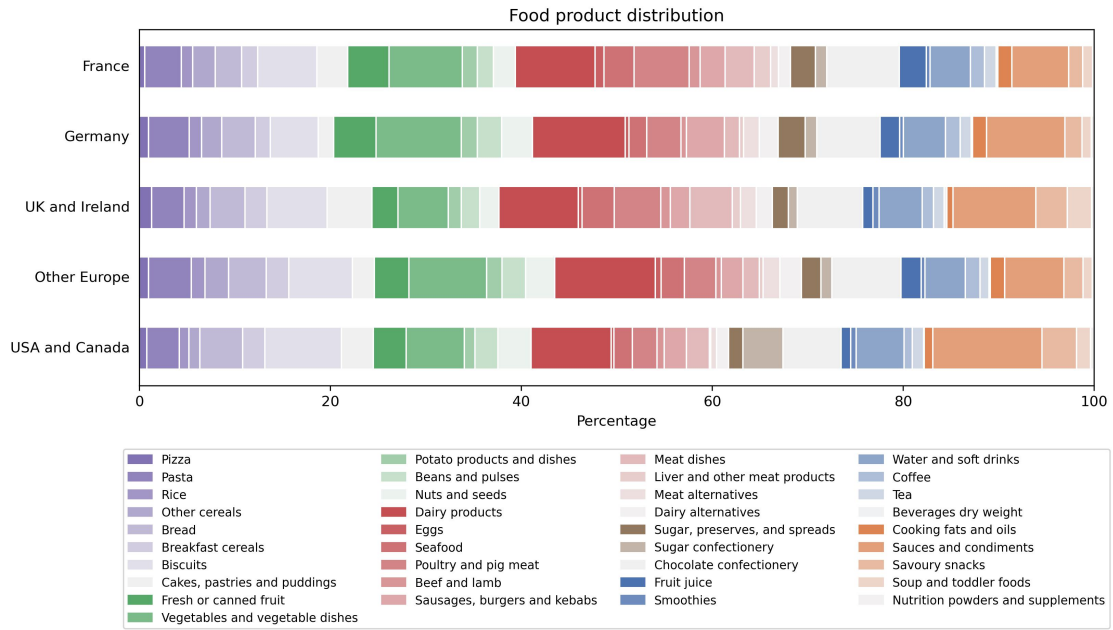 Food product distribution
France
Germany
UK and Ireland
Other Europe
USA and Canada
0 20 40 60 80 100
Percentage
Pizza
Pasta
Rice
Other cereals
Bread
Breakfast cereals
Biscuits
Cakes, pastries and puddings
Fresh or canned fruit
Vegetables and vegetable dishes
Potato products and dishes
Beans and pulses
Nuts and seeds
Dairy products
Eggs
Seafood
Poultry and pig meat
Beef and lamb
Sausages, burgers and kebabs
Meat dishes
Liver and other meat products
Meat alternatives
Dairy alternatives
Sugar, preserves, and spreads
Sugar confectionery
Chocolate confectionery
Fruit juice
Smoothies
Water and soft drinks
Coffee
Tea
Beverages dry weight
Cooking fats and oils
Sauces and condiments
Savoury snacks
Soup and toddler foods
Nutrition powders and supplements